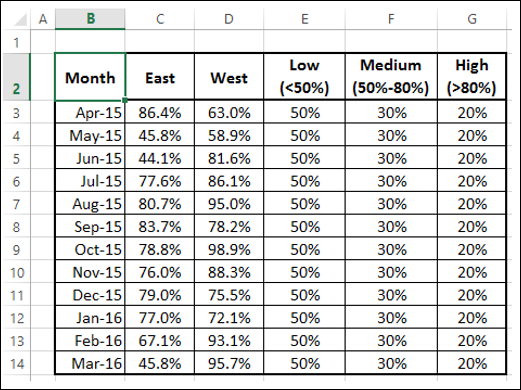 A B C D E F G
1
2 Month East West Low (<50%) Medium (50%-80%) High (>80%)
3 Apr-15 86.4% 63.0% 50% 30% 20%
4 May-15 45.8% 58.9% 50% 30% 20%
5 Jun-15 44.1% 81.6% 50% 30% 20%
6 Jul-15 77.6% 86.1% 50% 30% 20%
7 Aug-15 80.7% 95.0% 50% 30% 20%
8 Sep-15 83.7% 78.2% 50% 30% 20%
9 Oct-15 78.8% 98.9% 50% 30% 20%
10 Nov-15 76.0% 88.3% 50% 30% 20%
11 Dec-15 79.0% 75.5% 50% 30% 20%
12 Jan-16 77.0% 72.1% 50% 30% 20%
13 Feb-16 67.1% 93.1% 50% 30% 20%
14 Mar-16 45.8% 95.7% 50% 30% 20%